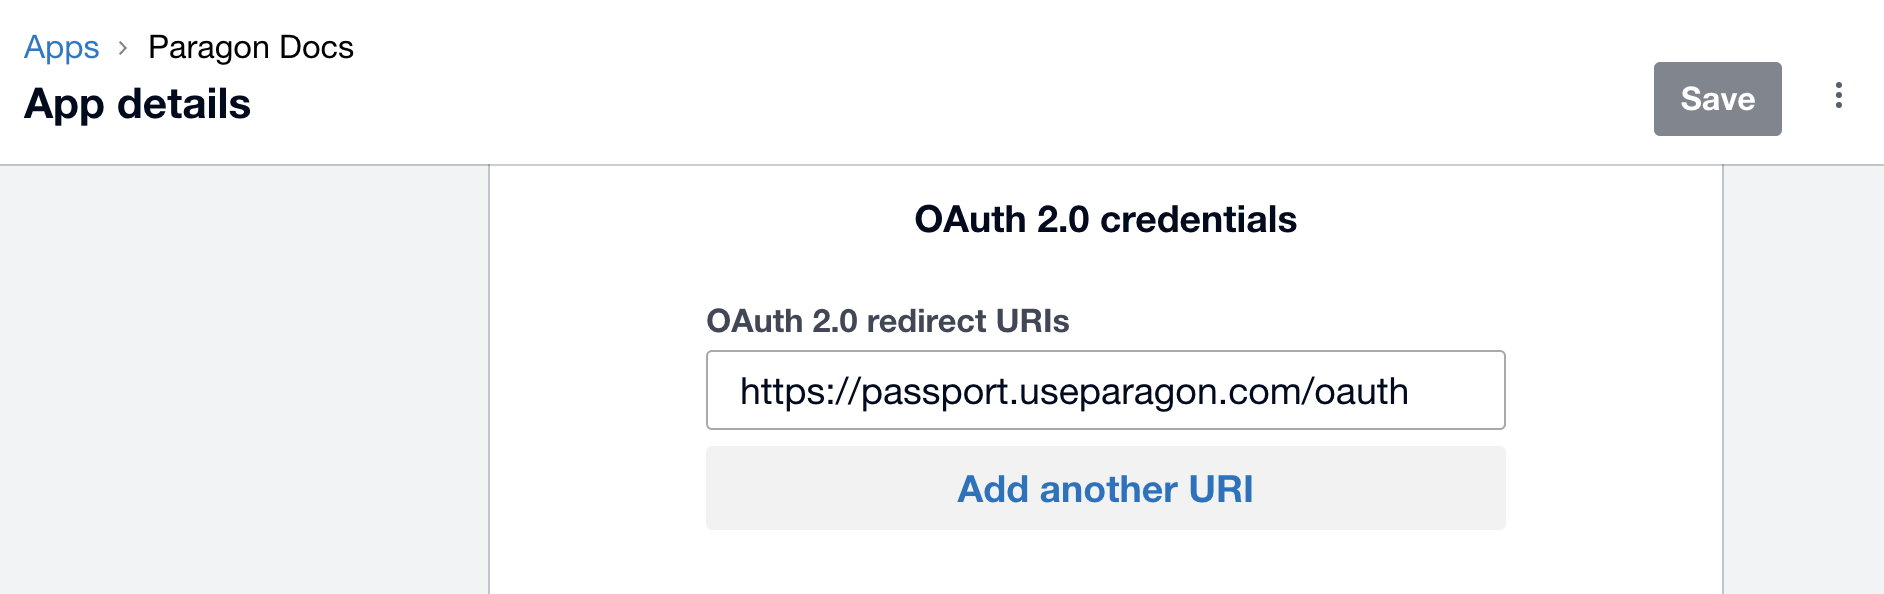 Apps › Paragon Docs
App details
Save
OAuth 2.0 credentials
OAuth 2.0 redirect URIs
https://passport.useparagon.com/oauth
Add another URI